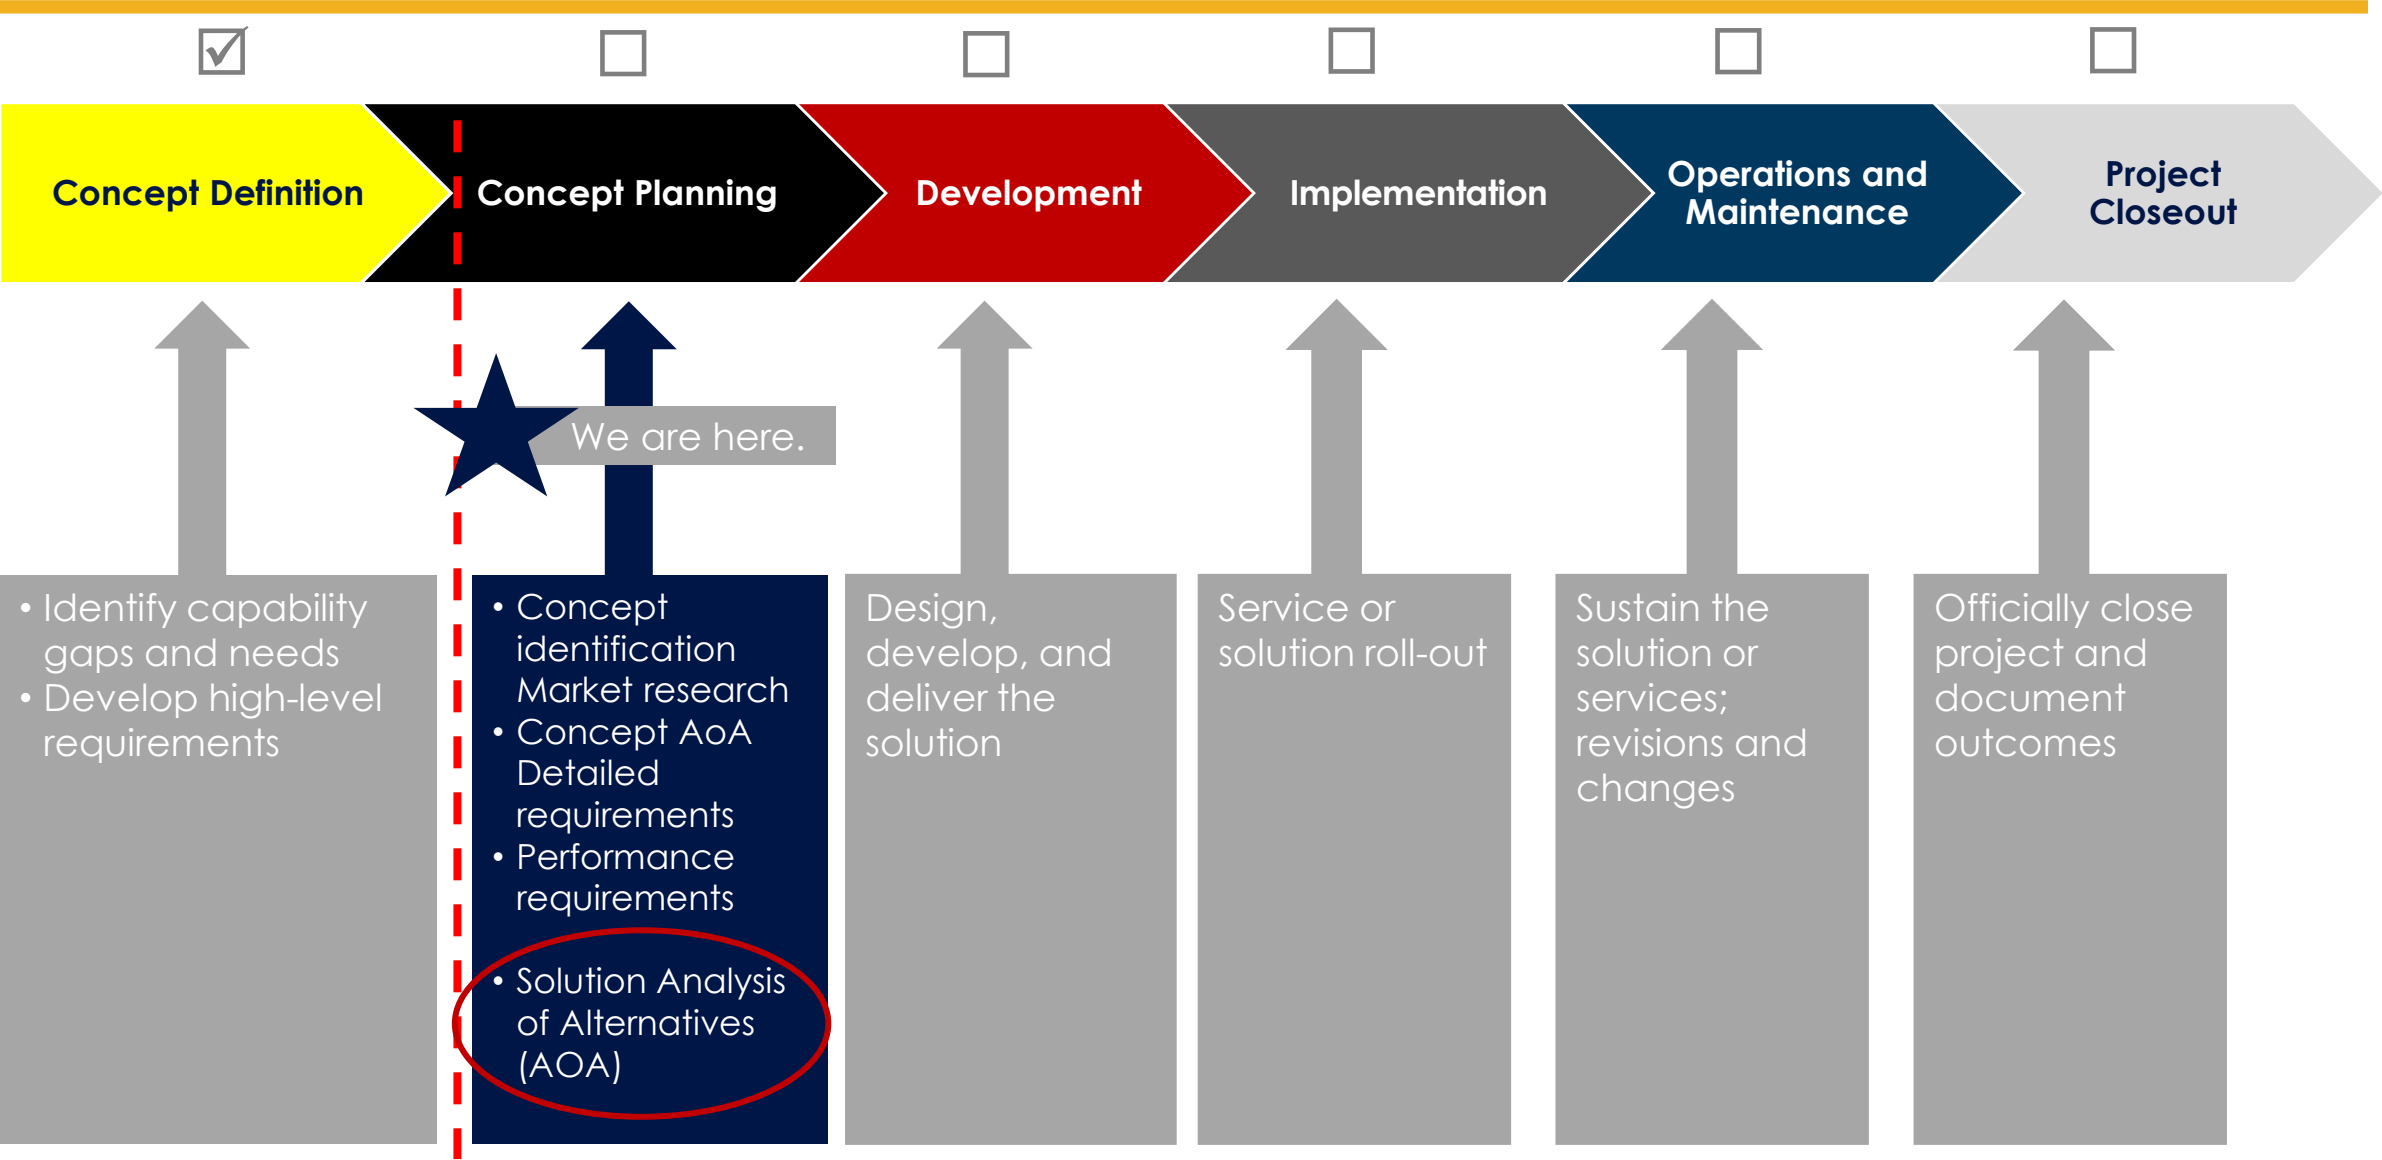 Concept Definition
Concept Planning
Development
Implementation
Operations and
Maintenance
Project
Closeout
We are here.
• Identify capability
gaps and needs
• Develop high-level
requirements
• Concept
identification
Market research
• Concept AoA
Detailed
requirements
• Performance
requirements
• Solution Analysis
of Alternatives
(AOA)
Design,
develop, and
deliver the
solution
Service or
solution roll-out
Sustain the
solution or
services;
revisions and
changes
Officially close
project and
document
outcomes